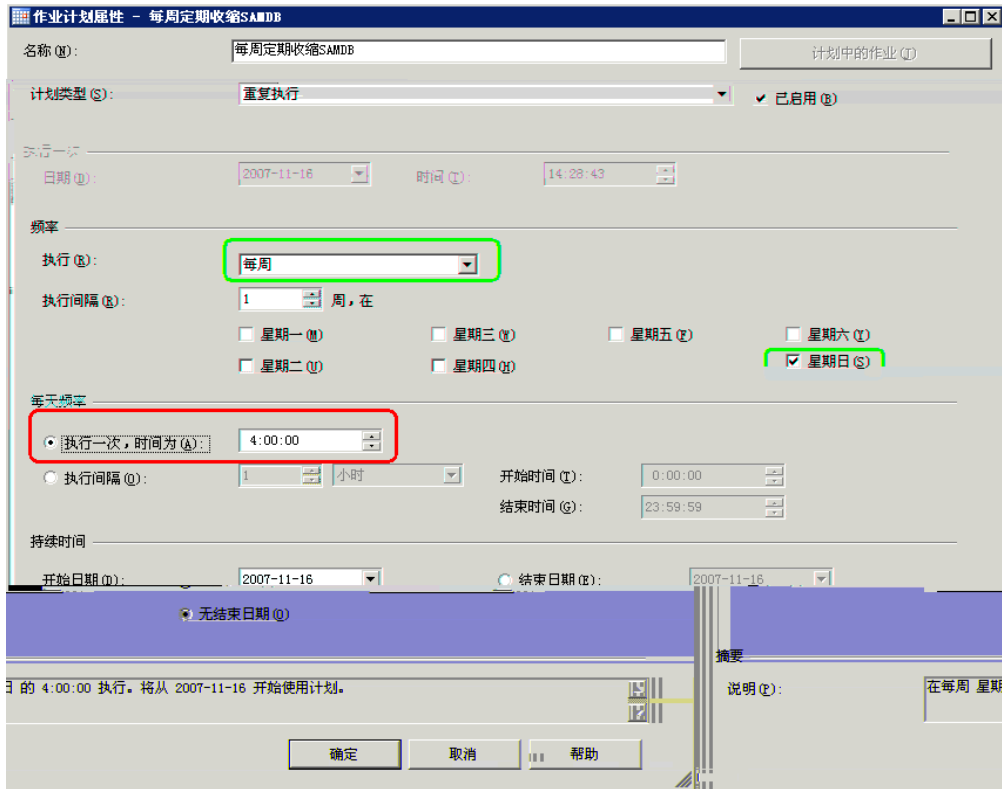 作业计划属性 - 每周定期收缩SAMDB
名称(N): 每周定期收缩SAMDB 计划中的作业(J)
计划类型(S): 重复执行 已启用(B)
执行一次
日期(D): 2007-11-16 时间(T): 14:28:43
频率
执行(R): 每周
执行间隔(R): 1 周,在
星期一(M) 星期三(W) 星期五(F) 星期六(Y)
星期二(U) 星期四(H) 星期日(S)
每天频率
执行一次,时间为(A): 4:00:00
执行间隔(O): 1 小时 开始时间(T): 0:00:00
结束时间(G): 23:59:59
持续时间
开始日期(D): 2007-11-16 结束日期(E): 2007-11-16
无结束日期(O)
摘要
日 的 4:00:00 执行。将从 2007-11-16 开始使用计划。 说明(P): 在每周 星期
确定 取消 帮助